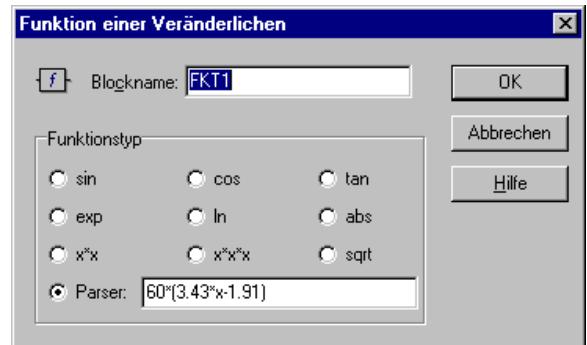 Funktion einer Veränderlichen
f Blockname: FKT1
OK
Abbrechen
Hilfe
Funktionstyp
sin cos tan
exp ln abs
x*x x*x*x sqrt
Parser: 60*(3.43*x-1.91)